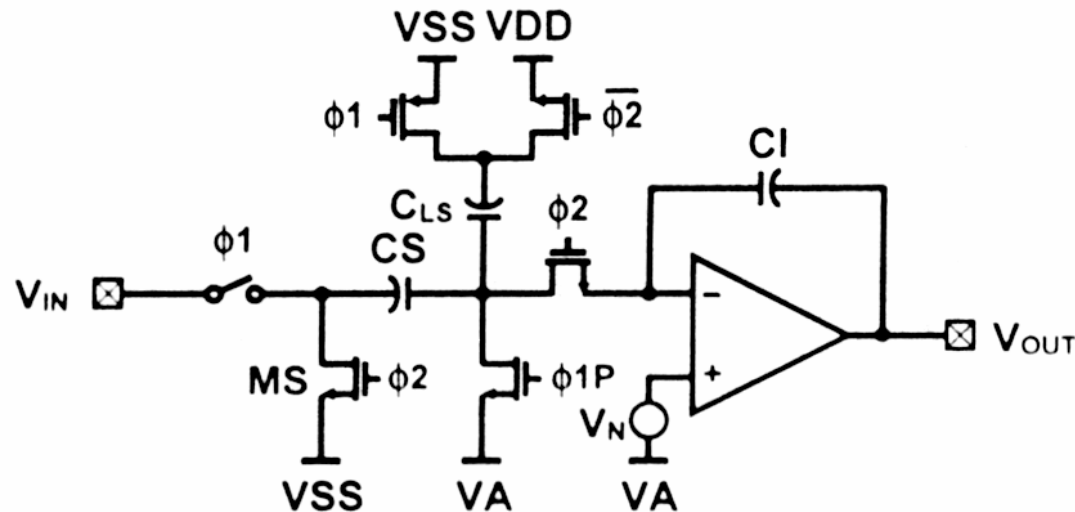 VSS VDD
ϕ1
ϕ2
CI
CLS
ϕ2
ϕ1
CS
VIN
−
VOUT
MS
ϕ2
ϕ1P
+
VN
VSS
VA
VA